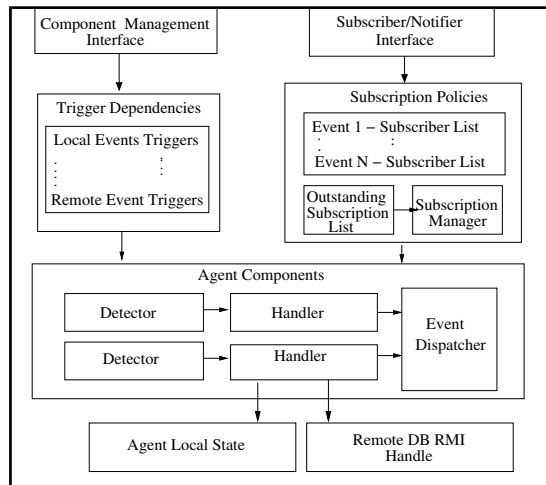 Component Management
Interface
Subscriber/Notifier
Interface
Trigger Dependencies
Local Events Triggers
Remote Event Triggers
Subscription Policies
Event 1 – Subscriber List
Event N – Subscriber List
Outstanding
Subscription
List
Subscription
Manager
Agent Components
Detector
Handler
Detector
Handler
Event
Dispatcher
Agent Local State
Remote DB RMI
Handle